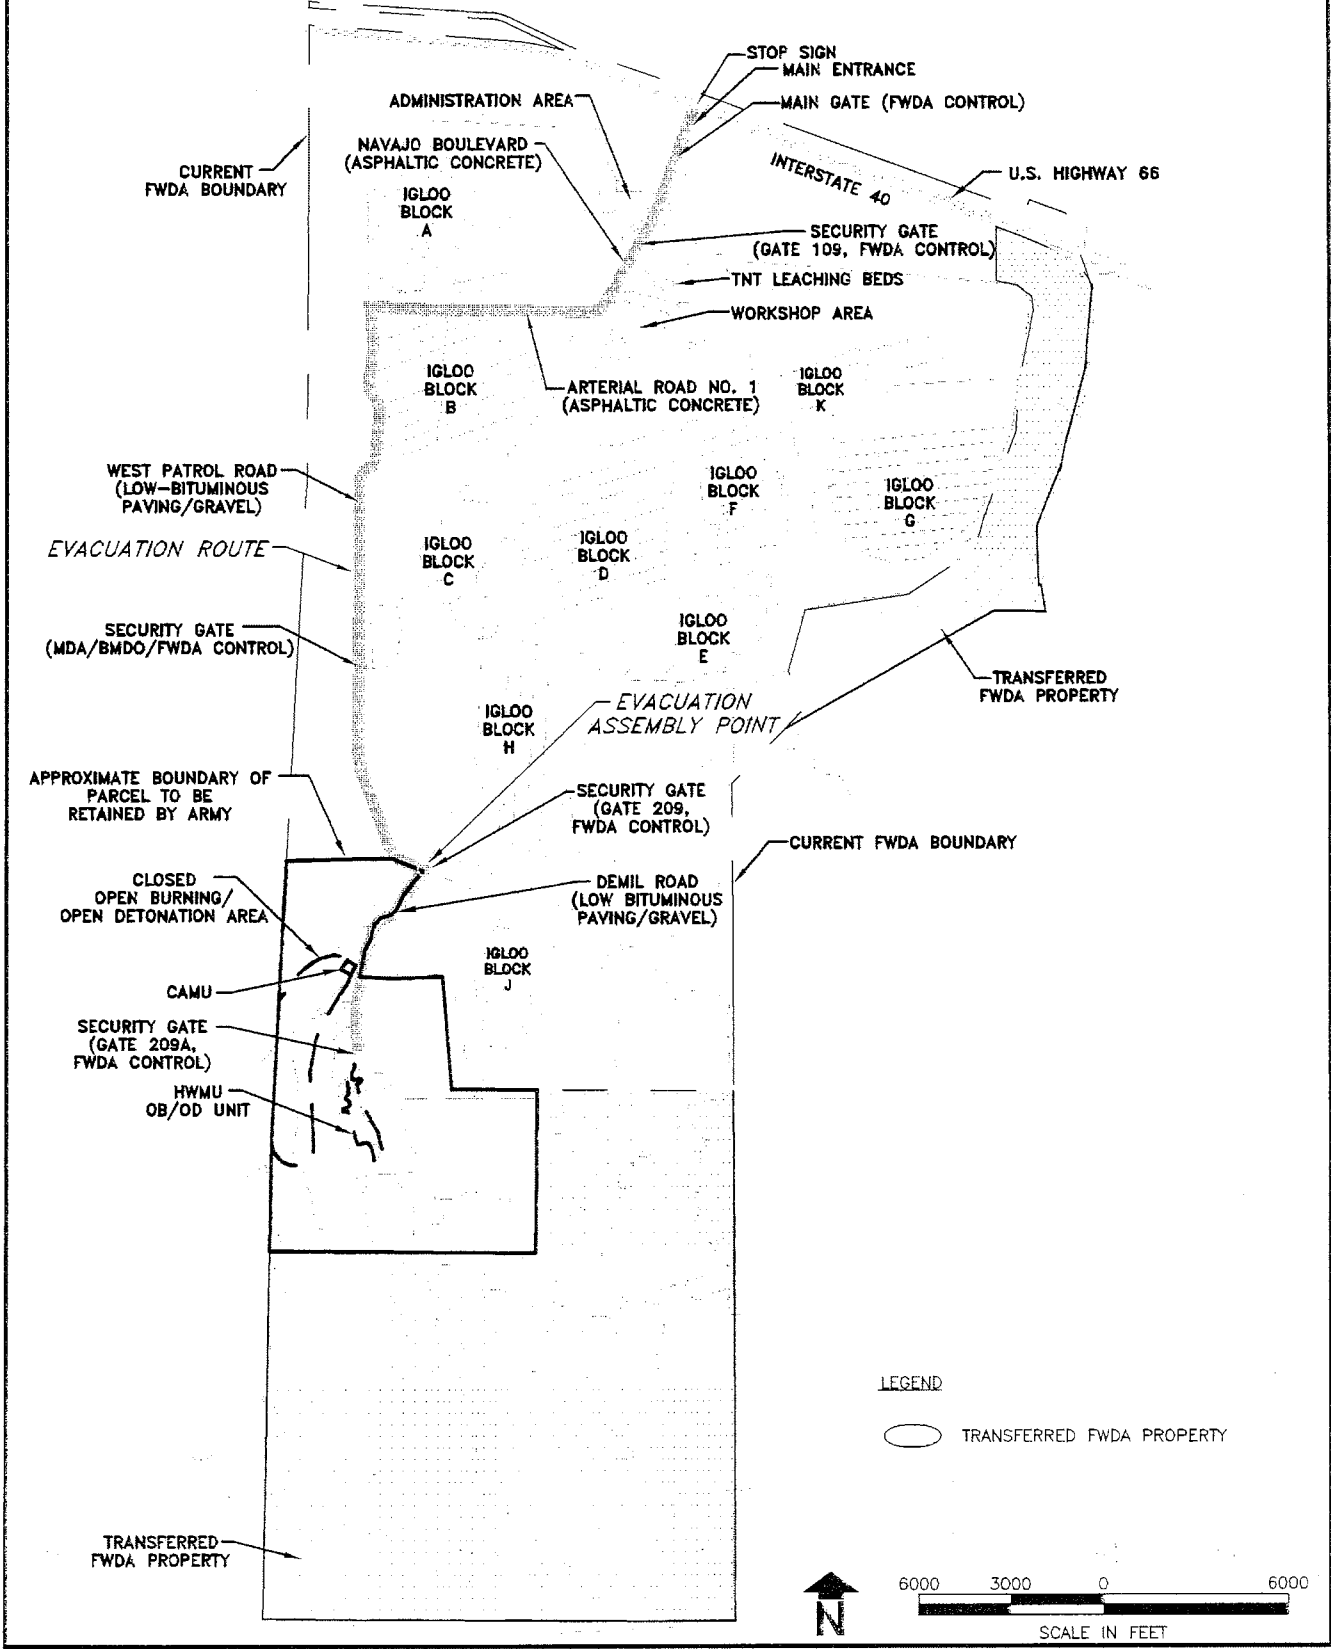 STOP SIGN
MAIN ENTRANCE
ADMINISTRATION AREA
MAIN GATE (FWDA CONTROL)
NAVAJO BOULEVARD
(ASPHALTIC CONCRETE)
CURRENT
FWDA BOUNDARY
INTERSTATE 40
U.S. HIGHWAY 66
IGLOO
BLOCK
A
SECURITY GATE
(GATE 109, FWDA CONTROL)
TNT LEACHING BEDS
WORKSHOP AREA
IGLOO
BLOCK
B
ARTERIAL ROAD NO. 1
(ASPHALTIC CONCRETE)
IGLOO
BLOCK
K
WEST PATROL ROAD
(LOW-BITUMINOUS
PAVING/GRAVEL)
IGLOO
BLOCK
F
IGLOO
BLOCK
G
EVACUATION ROUTE
IGLOO
BLOCK
C
IGLOO
BLOCK
D
SECURITY GATE
(MDA/BMDO/FWDA CONTROL)
IGLOO
BLOCK
E
TRANSFERRED
FWDA PROPERTY
IGLOO
BLOCK
H
EVACUATION
ASSEMBLY POINT
APPROXIMATE BOUNDARY OF
PARCEL TO BE
RETAINED BY ARMY
SECURITY GATE
(GATE 209,
FWDA CONTROL)
CURRENT FWDA BOUNDARY
CLOSED
OPEN BURNING/
OPEN DETONATION AREA
DEMIL ROAD
(LOW BITUMINOUS
PAVING/GRAVEL)
IGLOO
BLOCK
J
CAMU
SECURITY GATE
(GATE 209A,
FWDA CONTROL)
HWMU
OB/OD UNIT
LEGEND
TRANSFERRED FWDA PROPERTY
TRANSFERRED
FWDA PROPERTY
N
6000 3000 0 6000
SCALE IN FEET